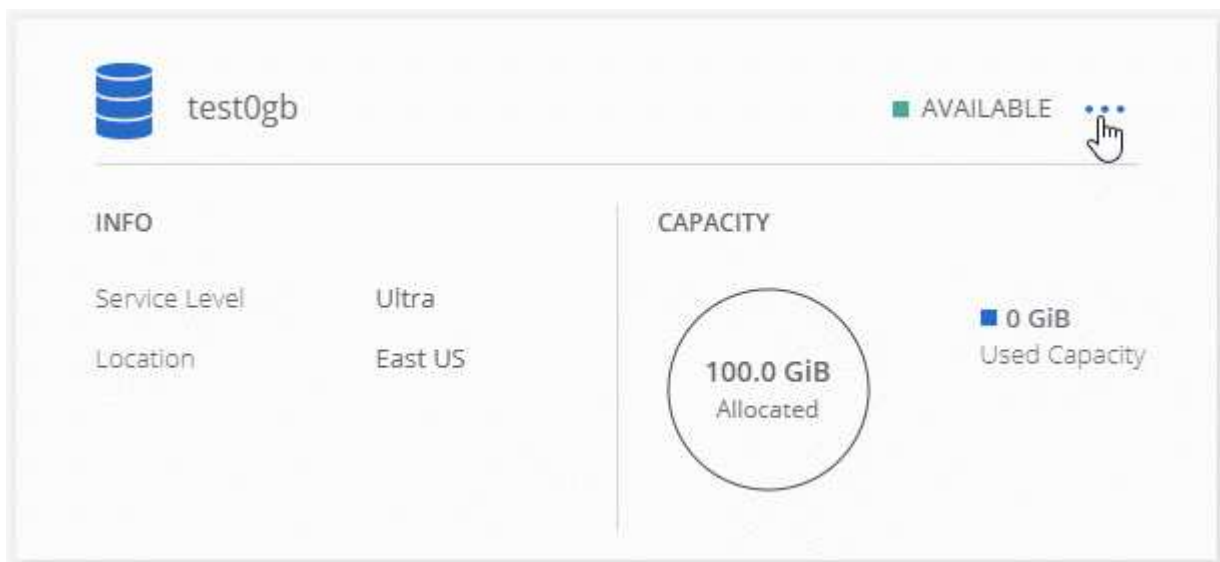 test0gb
AVAILABLE
INFO
Service Level Ultra
Location East US
CAPACITY
100.0 GiB
Allocated
0 GiB
Used Capacity